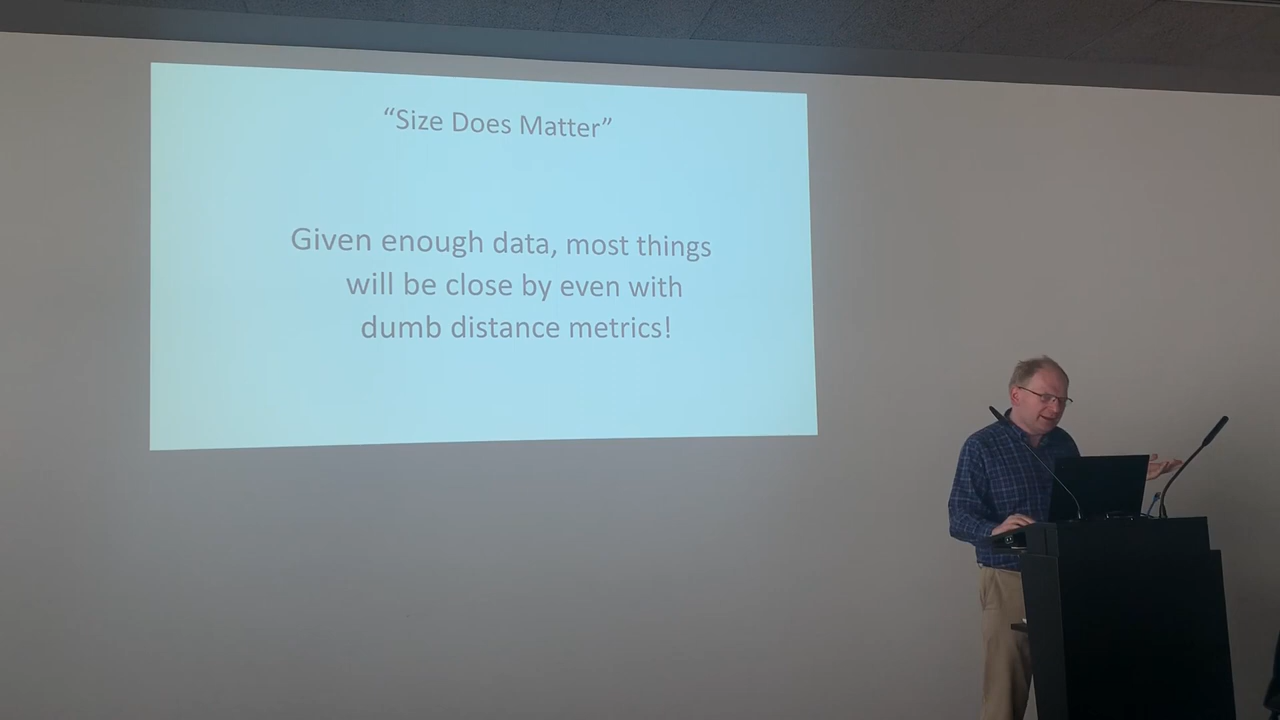 “Size Does Matter”
Given enough data, most things
will be close by even with
dumb distance metrics!